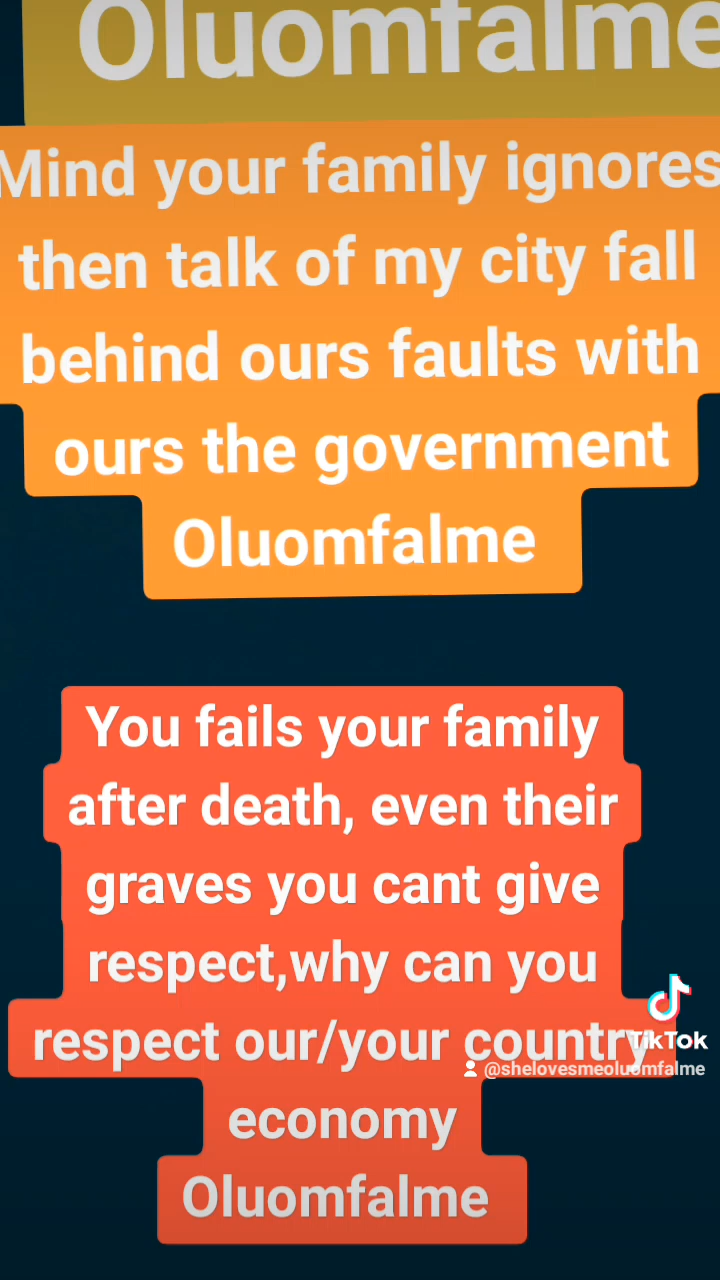 Oluomfalme
Mind your family ignores
then talk of my city fall
behind ours faults with
ours the government
Oluomfalme
You fails your family
after death, even their
graves you cant give
respect,why can you
respect our/your country
economy
Oluomfalme
TikTok
@shelovesmeoluomfalme